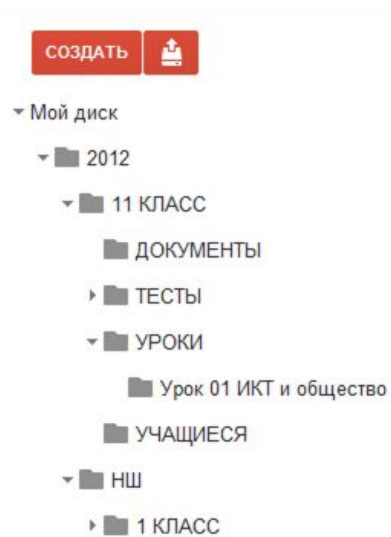 СОЗДАТЬ
Мой диск
2012
11 КЛАСС
ДОКУМЕНТЫ
ТЕСТЫ
УРОКИ
Урок 01 ИКТ и общество
УЧАЩИЕСЯ
НШ
1 КЛАСС